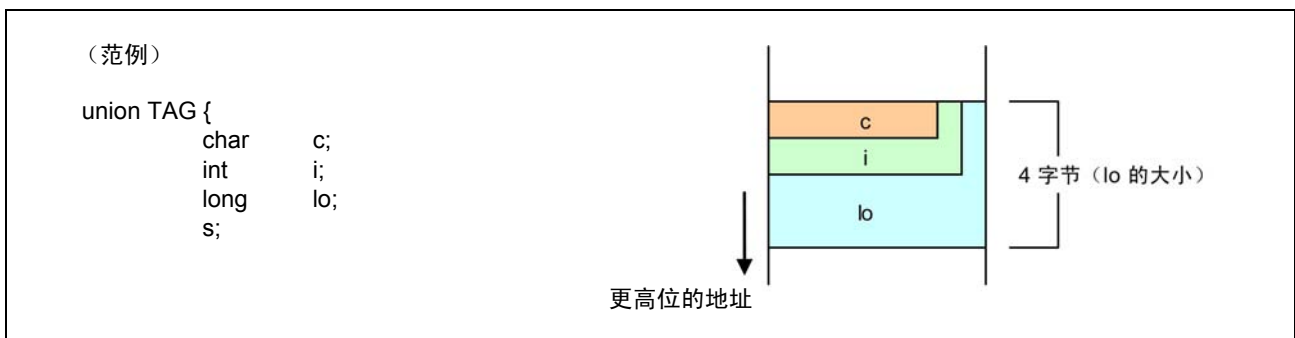 （范例）
union TAG {
char c;
int i;
long lo;
s;
c
i
lo
4 字节（lo 的大小）
更高位的地址